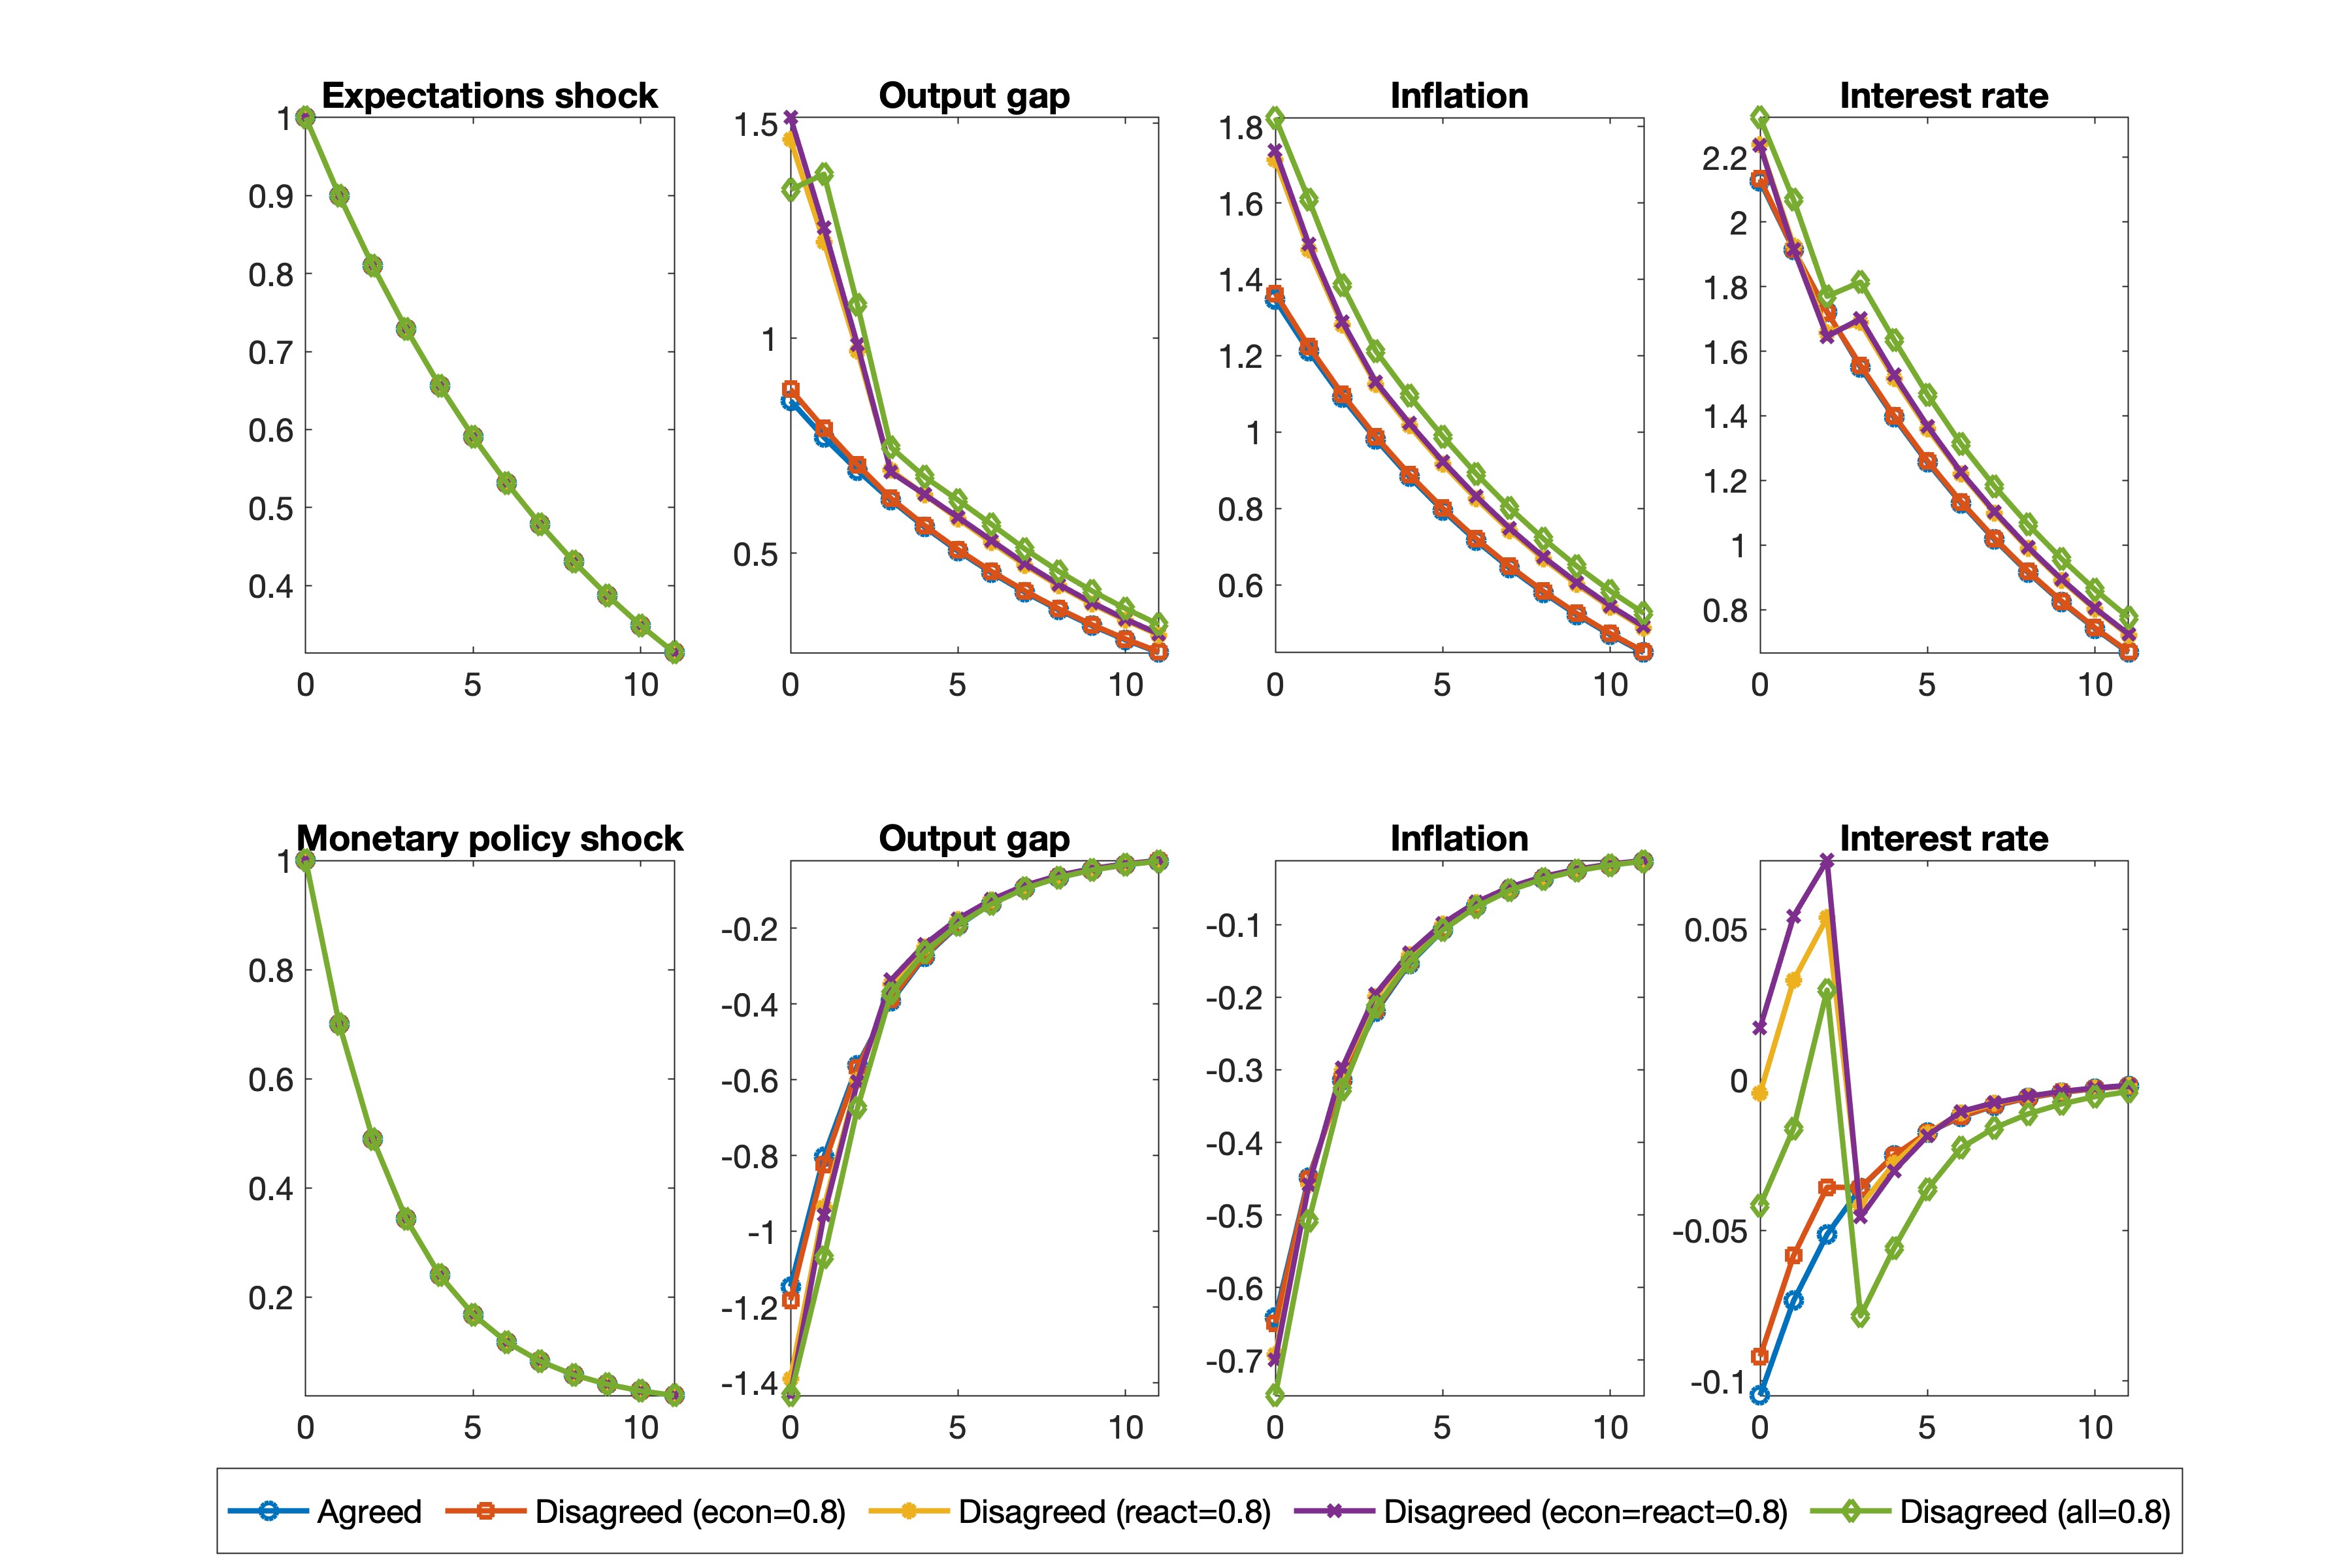 Expectations shock
1
0.9
0.8
0.7
0.6
0.5
0.4
0 5 10
Output gap
1.5
1
0.5
0 5 10
Inflation
1.8
1.6
1.4
1.2
1
0.8
0.6
0 5 10
Interest rate
2.2
2
1.8
1.6
1.4
1.2
1
0.8
0 5 10
Monetary policy shock
1
0.8
0.6
0.4
0.2
0 5 10
Output gap
-0.2
-0.4
-0.6
-0.8
-1
-1.2
-1.4
0 5 10
Inflation
-0.1
-0.2
-0.3
-0.4
-0.5
-0.6
-0.7
0 5 10
Interest rate
0.05
0
-0.05
-0.1
0 5 10
Agreed Disagreed (econ=0.8) Disagreed (react=0.8) Disagreed (econ=react=0.8) Disagreed (all=0.8)